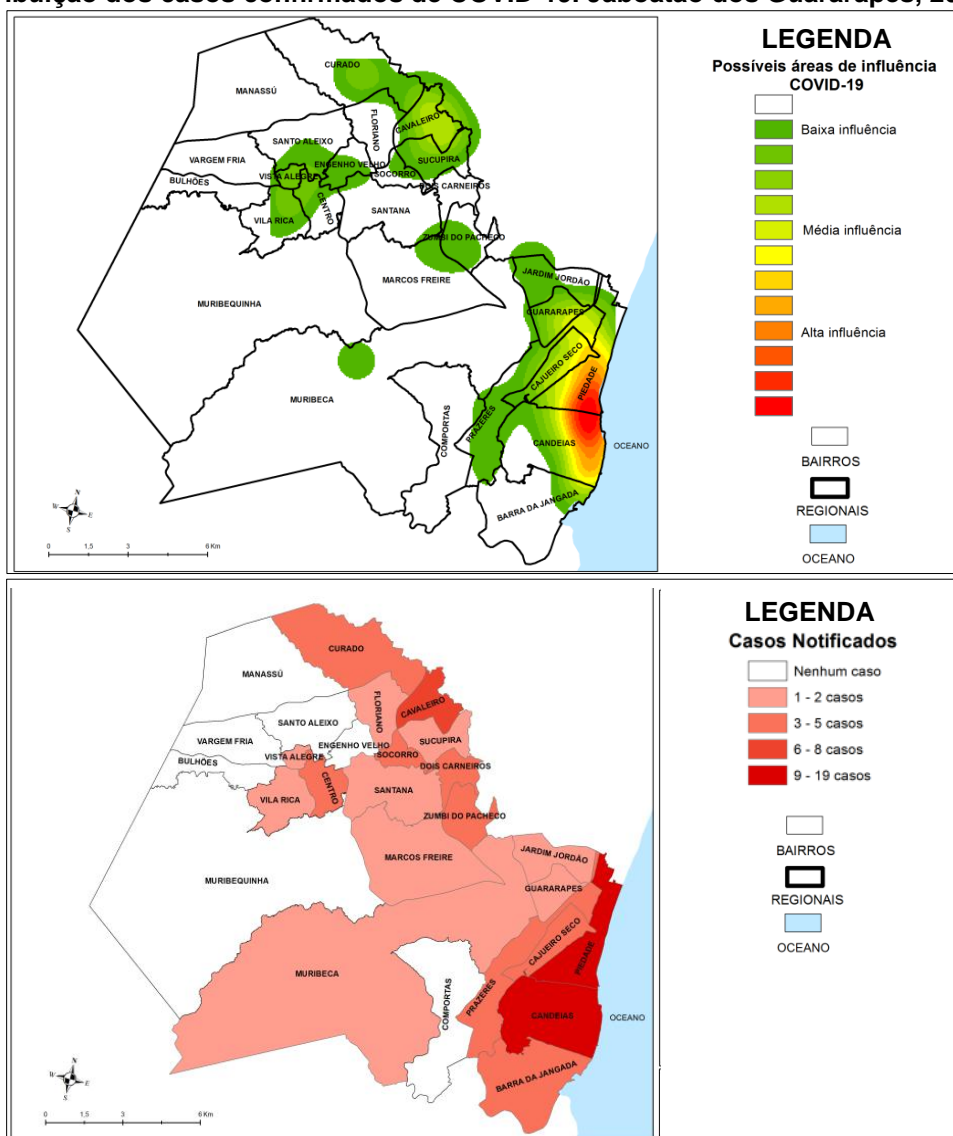 ibuição dos casos confirmados de COVID-19. Jaboatão dos Guararapes, 20
LEGENDA
Possíveis áreas de influência
COVID-19
Baixa influência
Média influência
Alta influência
BAIRROS
REGIONAIS
OCEANO
CURADO
MANASSÚ
FLORIANO
CAVALEIRO
SANTO ALEIXO
VARGEM FRIA
ENGENHO VELHO
SUCUPIRA
VISTA ALEGRE
SOCORRO
BULHÕES
DOIS CARNEIROS
CENTRO
VILA RICA
SANTANA
ZUMBI DO PACHECO
JARDIM JORDÃO
MARCOS FREIRE
MURIBEQUINHA
GUARARAPES
CAJUEIRO SECO
PIEDADE
MURIBECA
COMPORTAS
PRAZERES
CANDEIAS
OCEANO
BARRA DA JANGADA
N
W E
S
0 1,5 3 6 Km
LEGENDA
Casos Notificados
Nenhum caso
1 - 2 casos
3 - 5 casos
6 - 8 casos
9 - 19 casos
BAIRROS
REGIONAIS
OCEANO
CURADO
MANASSÚ
FLORIANO
CAVALEIRO
SANTO ALEIXO
VARGEM FRIA
ENGENHO VELHO
SUCUPIRA
VISTA ALEGRE
SOCORRO
BULHÕES
DOIS CARNEIROS
CENTRO
VILA RICA
SANTANA
ZUMBI DO PACHECO
JARDIM JORDÃO
MARCOS FREIRE
MURIBEQUINHA
GUARARAPES
CAJUEIRO SECO
PIEDADE
MURIBECA
COMPORTAS
PRAZERES
CANDEIAS
OCEANO
BARRA DA JANGADA
N
W E
S
0 1,5 3 6 Km